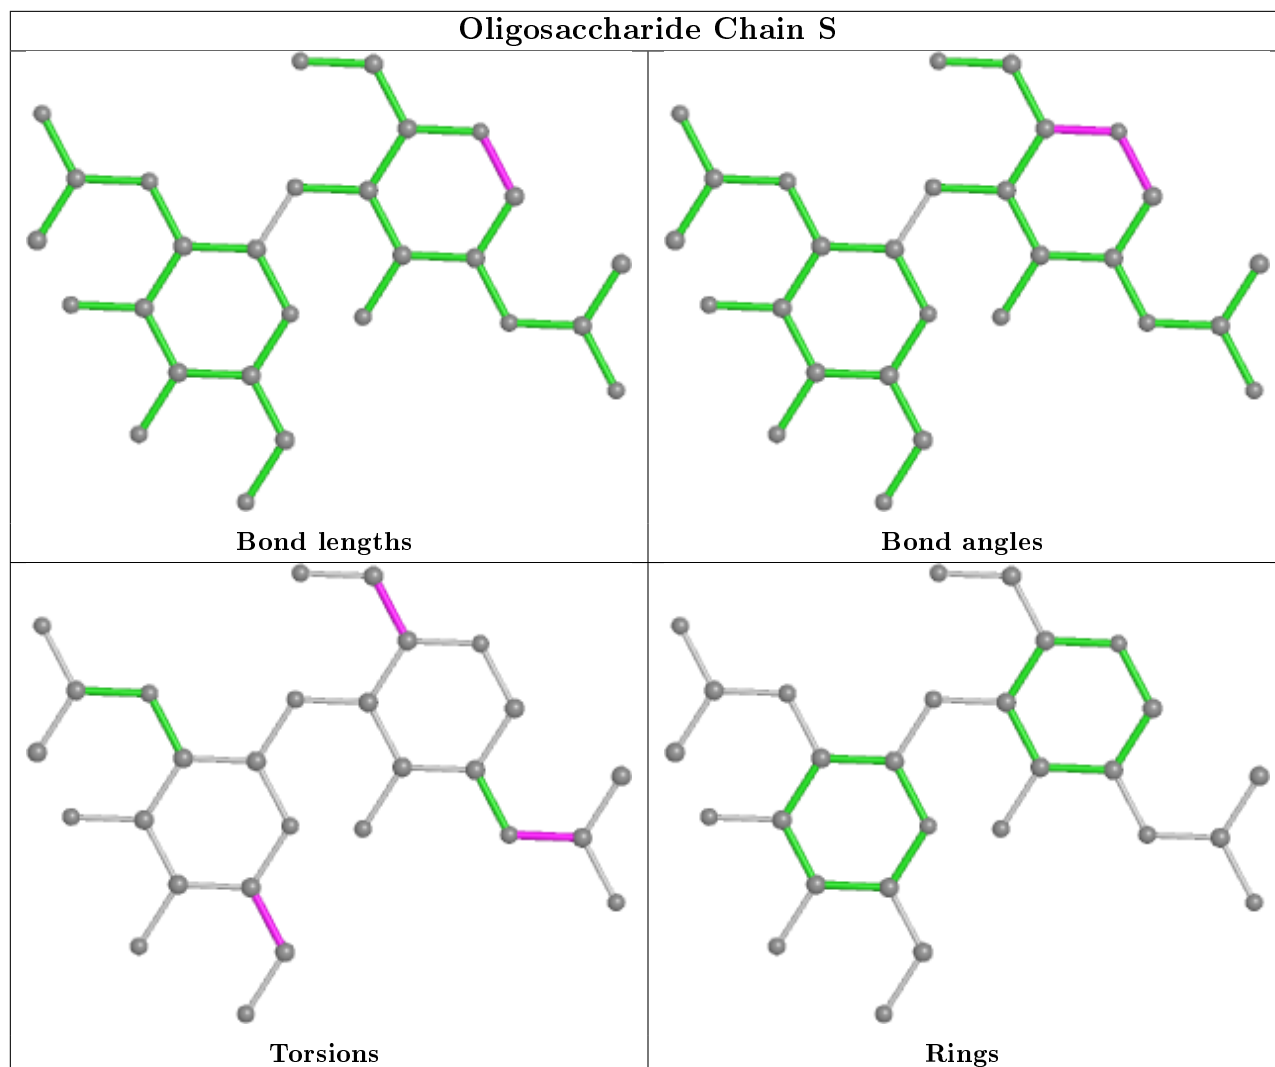 Oligosaccharide Chain S
Bond lengths
Bond angles
Torsions
Rings